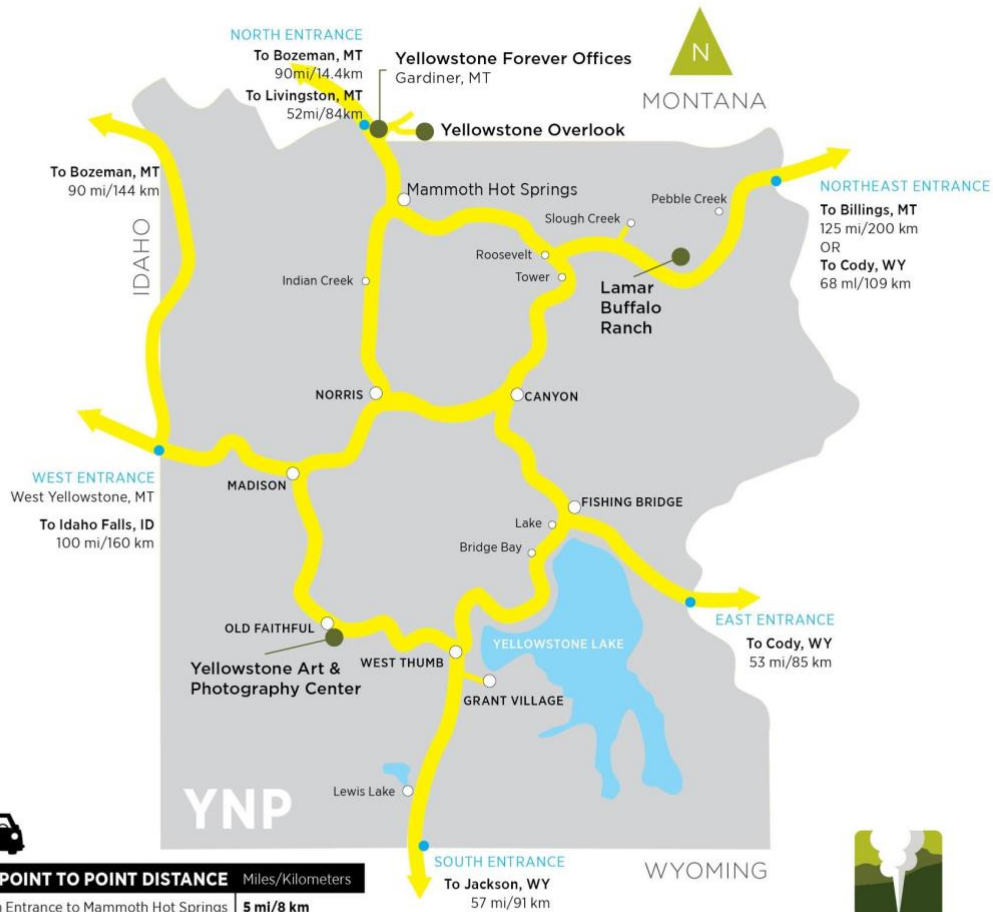 NORTH ENTRANCE
To Bozeman, MT
90mi/14.4km
To Livingston, MT
52mi/84km
Yellowstone Forever Offices
Gardiner, MT
N
MONTANA
Yellowstone Overlook
To Bozeman, MT
90 mi/144 km
IDAHO
Mammoth Hot Springs
Pebble Creek
Slough Creek
NORTHEAST ENTRANCE
To Billings, MT
125 mi/200 km
OR
To Cody, WY
68 ml/109 km
Roosevelt
Tower
Indian Creek
Lamar
Buffalo
Ranch
NORRIS
CANYON
WEST ENTRANCE
West Yellowstone, MT
To Idaho Falls, ID
100 mi/160 km
MADISON
FISHING BRIDGE
Lake
Bridge Bay
EAST ENTRANCE
To Cody, WY
53 mi/85 km
OLD FAITHFUL
Yellowstone Art &
Photography Center
WEST THUMB
YELLOWSTONE LAKE
GRANT VILLAGE
Lewis Lake
YNP
SOUTH ENTRANCE
To Jackson, WY
57 mi/91 km
WYOMING
POINT TO POINT DISTANCE Miles/Kilometers
Entrance to Mammoth Hot Springs 5 mi/8 km